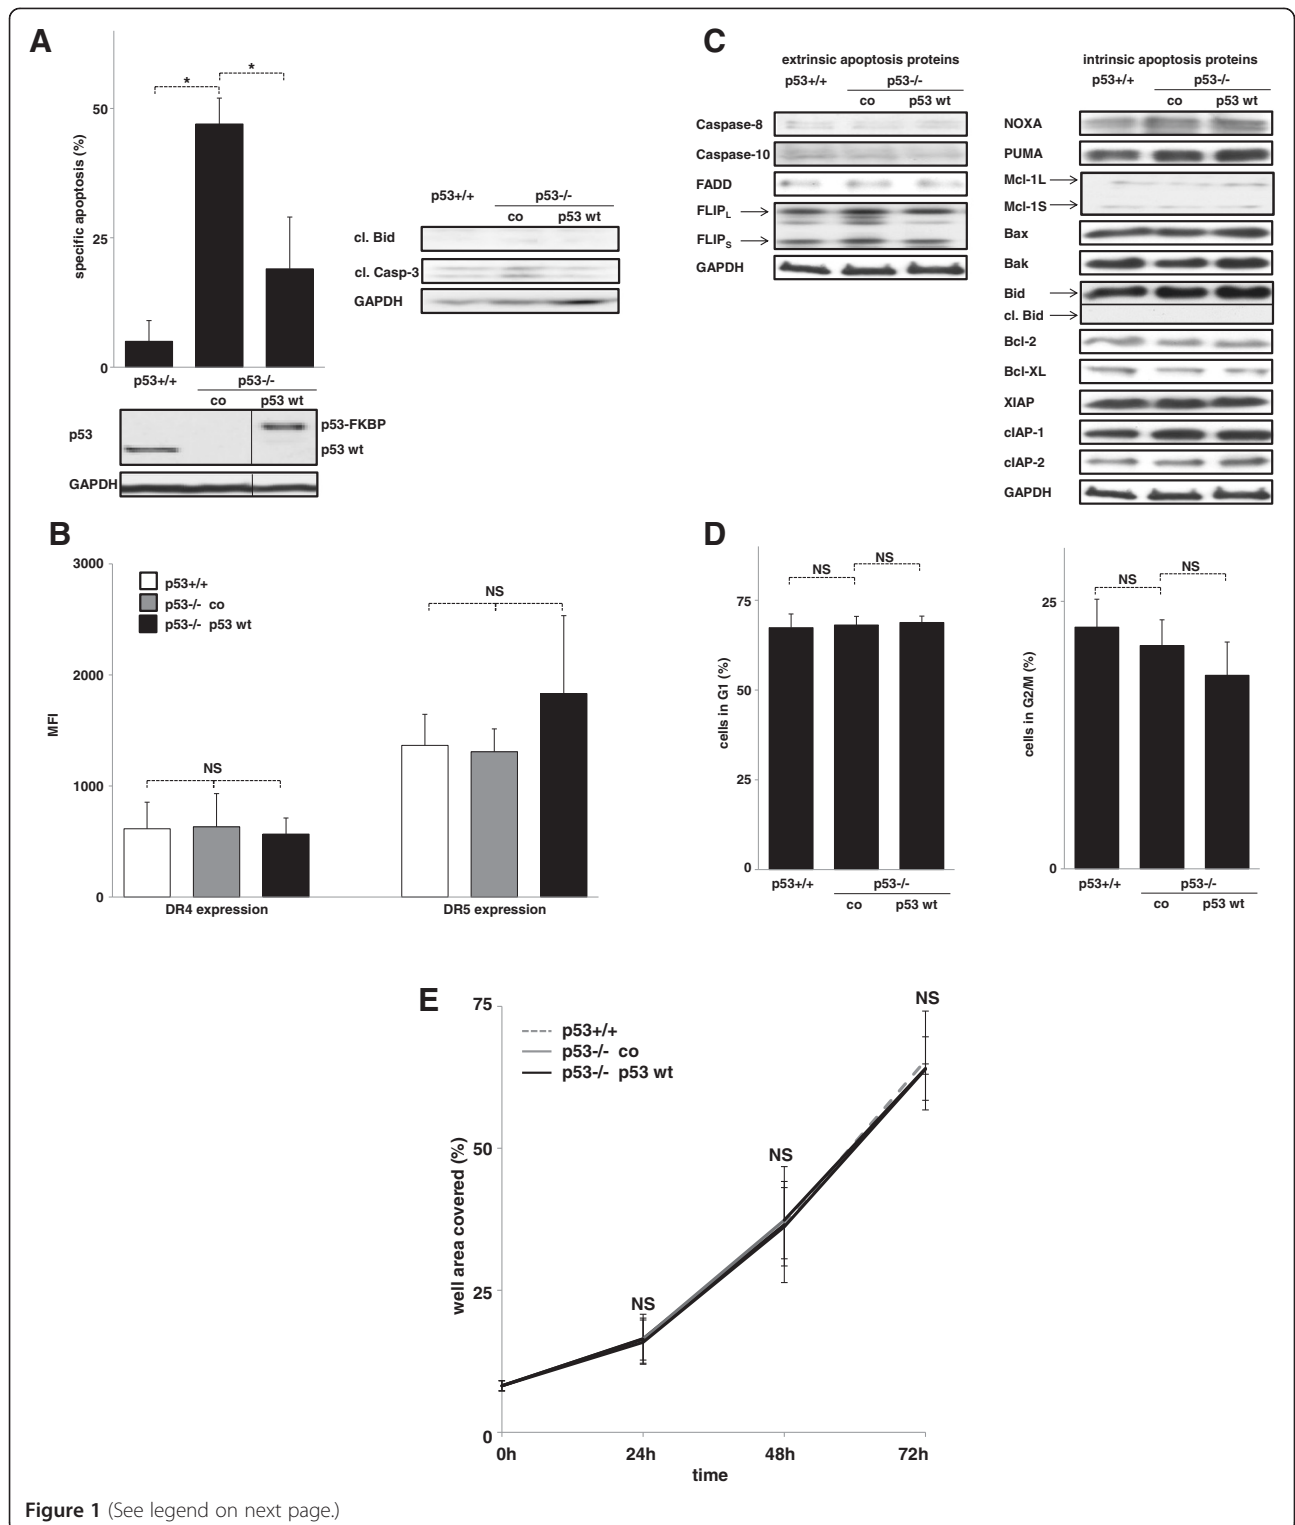 A
specific apoptosis (%)
50
25
0
*
*
p53+/+
p53-/-
co
p53 wt
p53
p53-FKBP
p53 wt
GAPDH
p53+/+
p53-/-
co
p53 wt
cl. Bid
cl. Casp-3
GAPDH
B
MFI
3000
2000
1000
0
p53+/+
p53-/- co
p53-/- p53 wt
NS
NS
DR4 expression
DR5 expression
C
extrinsic apoptosis proteins
p53+/+
p53-/-
co
p53 wt
Caspase-8
Caspase-10
FADD
FLIPL
FLIPS
GAPDH
intrinsic apoptosis proteins
p53+/+
p53-/-
co
p53 wt
NOXA
PUMA
Mcl-1L
Mcl-1S
Bax
Bak
Bid
cl. Bid
Bcl-2
Bcl-XL
XIAP
cIAP-1
cIAP-2
GAPDH
D
cells in G1 (%)
75
50
25
0
NS
NS
p53+/+
p53-/-
co
p53 wt
cells in G2/M (%)
25
0
NS
NS
p53+/+
p53-/-
co
p53 wt
E
well area covered (%)
75
50
25
0
p53+/+
p53-/- co
p53-/- p53 wt
NS
NS
NS
0h
24h
48h
72h
time
Figure 1 (See legend on next page.)